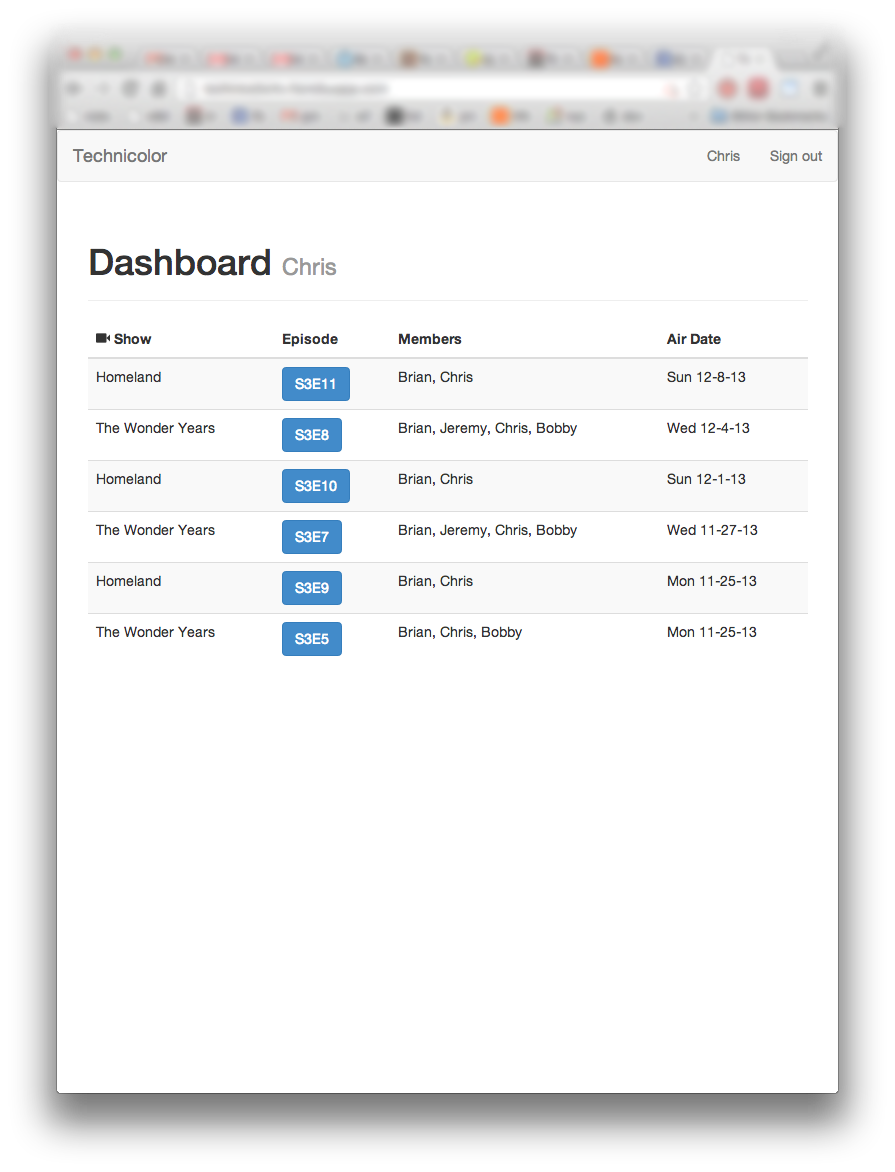 Technicolor Chris Sign out
Dashboard Chris
Show Episode Members Air Date
Homeland S3E11 Brian, Chris Sun 12-8-13
The Wonder Years S3E8 Brian, Jeremy, Chris, Bobby Wed 12-4-13
Homeland S3E10 Brian, Chris Sun 12-1-13
The Wonder Years S3E7 Brian, Jeremy, Chris, Bobby Wed 11-27-13
Homeland S3E9 Brian, Chris Mon 11-25-13
The Wonder Years S3E5 Brian, Chris, Bobby Mon 11-25-13